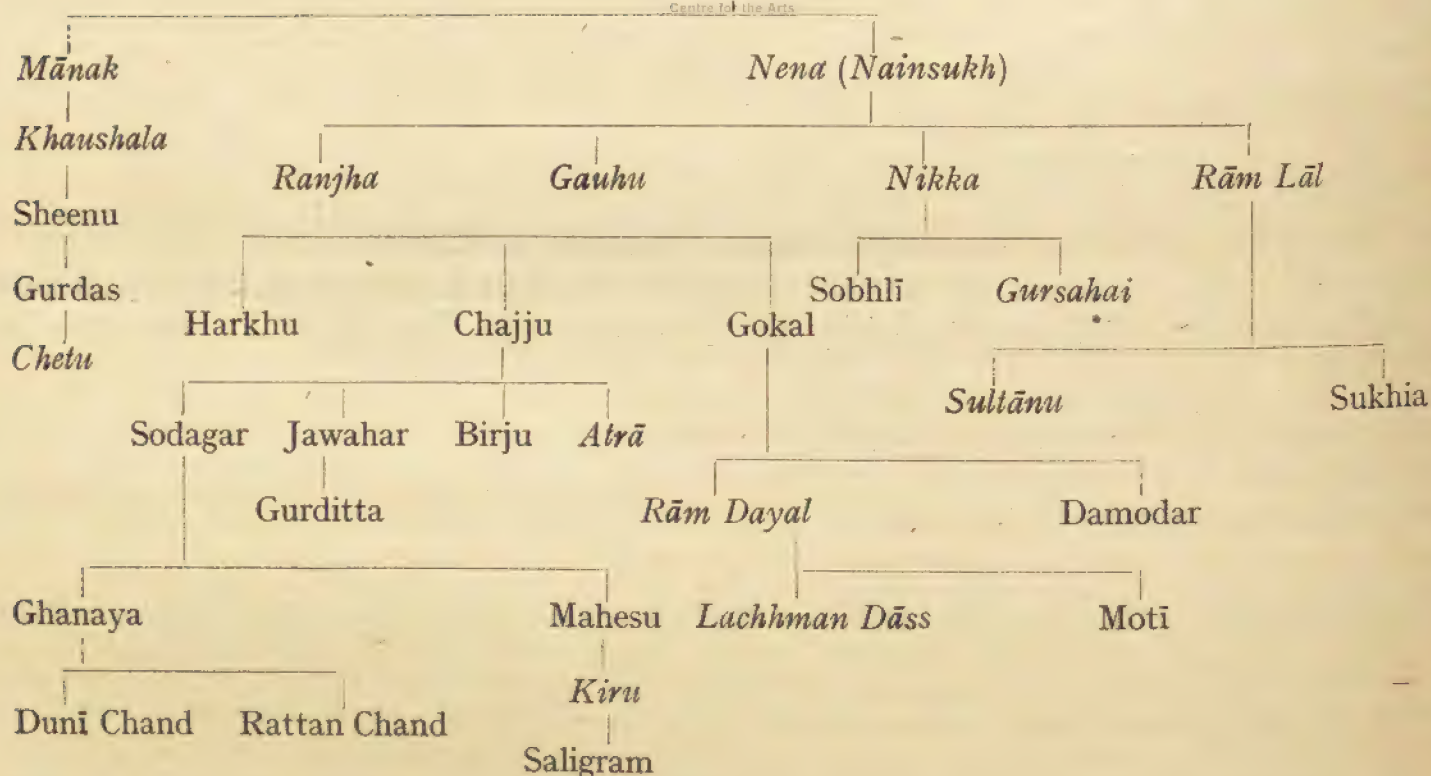 Centre for the Arts
Mānak Nena (Nainsukh)
Khaushala
Ranjha Gauhu Nikka Rām Lāl
Sheenu
Gurdas Sobhlī Gursahai
Harkhu Chajju Gokal
Chetu
Sultānu Sukhia
Sodagar Jawahar Birju Atrā
Gurditta Rām Dayal Damodar
Ghanaya Mahesu Lachhman Dāss Motī
Kiru
Dunī Chand Rattan Chand
Saligram